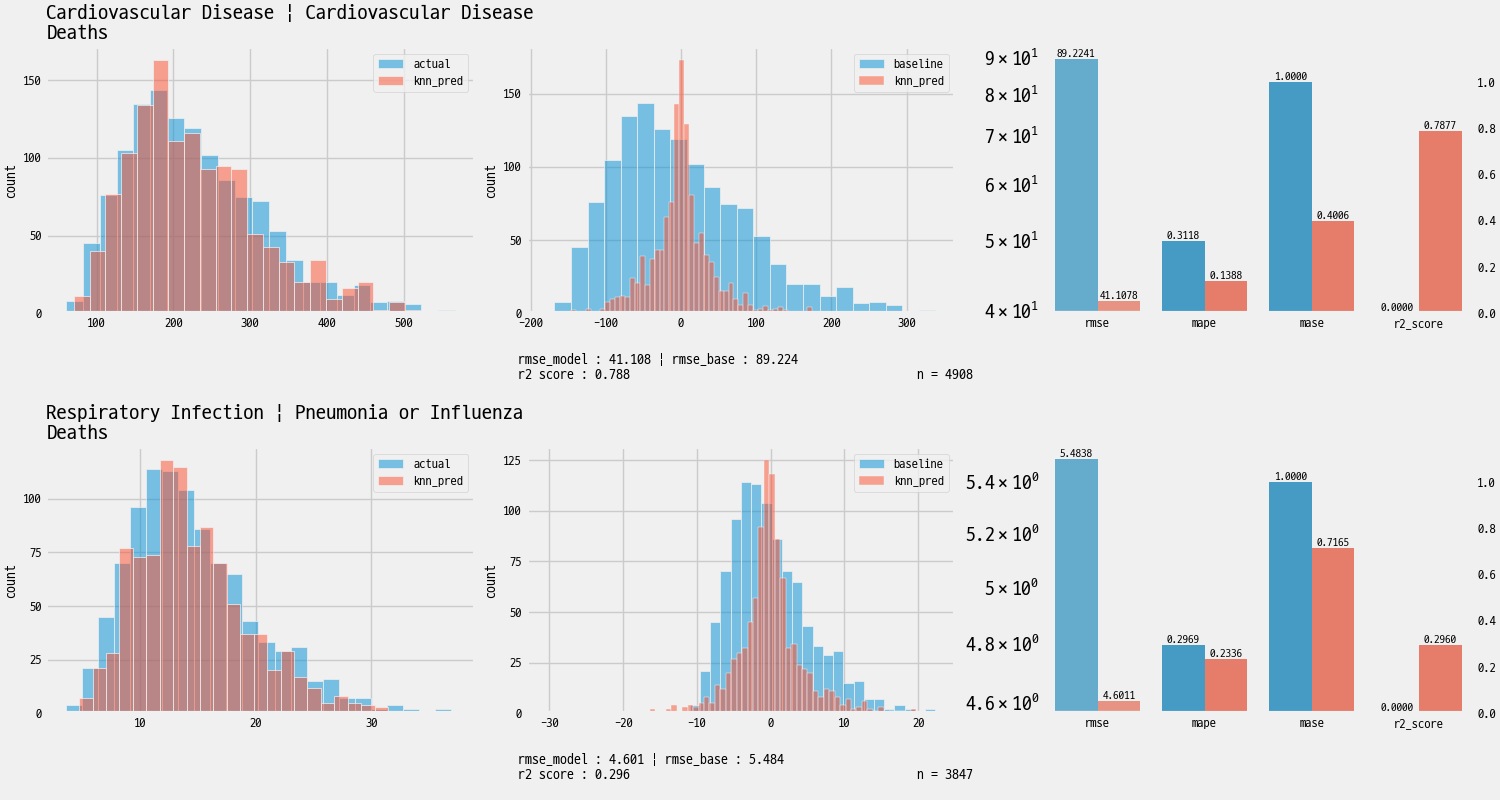 Cardiovascular Disease ¦ Cardiovascular Disease
Deaths
count
150
100
50
0
100
200
300
400
500
actual
knn_pred
count
150
100
50
0
−200
−100
0
100
200
300
baseline
knn_pred
9 × 10¹
8 × 10¹
7 × 10¹
6 × 10¹
5 × 10¹
4 × 10¹
89.2241
41.1078
0.3118
0.1388
1.0000
0.4006
0.0000
0.7877
rmse
mape
mase
r2_score
1.0
0.8
0.6
0.4
0.2
0.0
rmse_model : 41.108 ¦ rmse_base : 89.224
r2 score : 0.788
n = 4908
Respiratory Infection ¦ Pneumonia or Influenza
Deaths
count
100
75
50
25
0
10
20
30
actual
knn_pred
count
125
100
75
50
25
0
−30
−20
−10
0
10
20
baseline
knn_pred
5.4 × 10⁰
5.2 × 10⁰
5 × 10⁰
4.8 × 10⁰
4.6 × 10⁰
5.4838
4.6011
0.2969
0.2336
1.0000
0.7165
0.0000
0.2960
rmse
mape
mase
r2_score
1.0
0.8
0.6
0.4
0.2
0.0
rmse_model : 4.601 ¦ rmse_base : 5.484
r2 score : 0.296
n = 3847